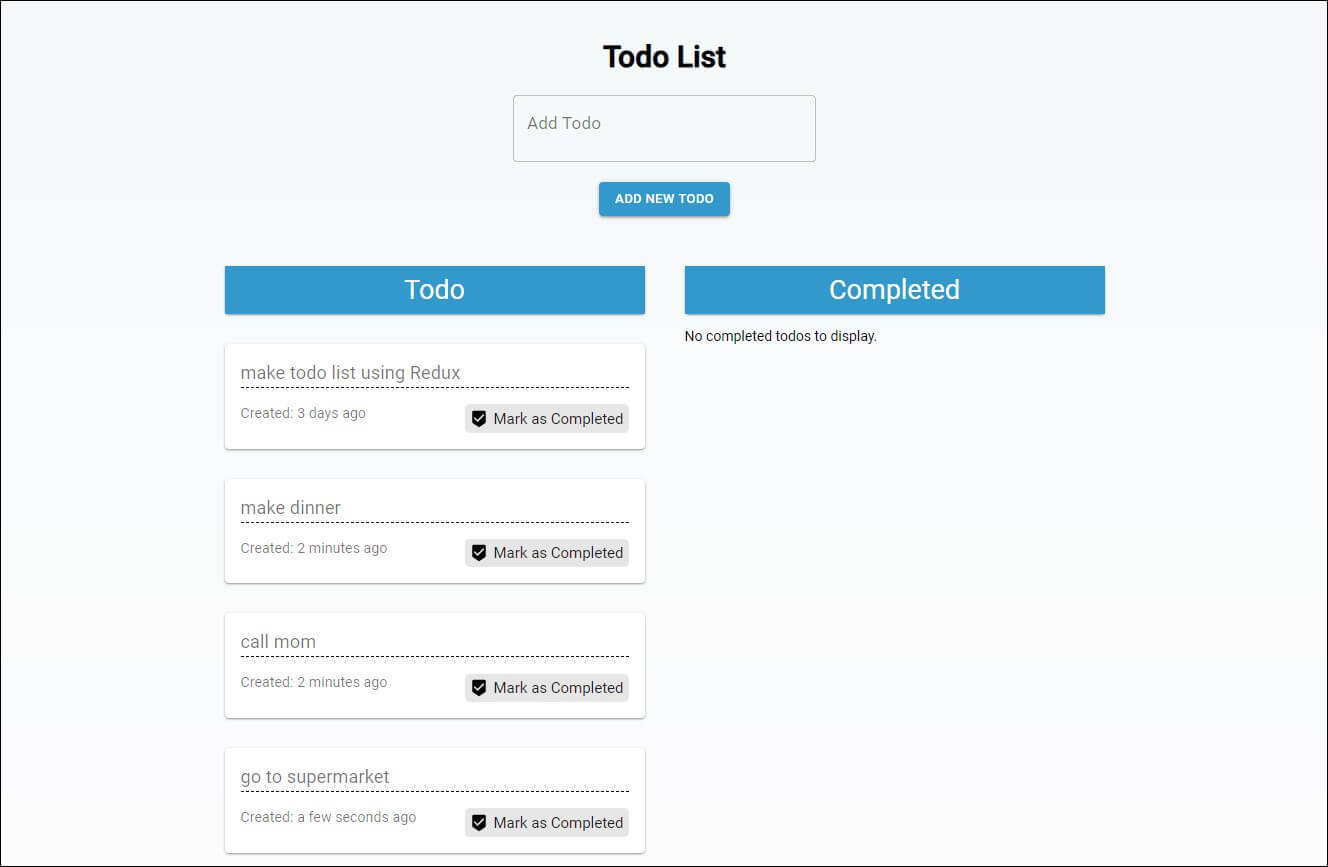 Todo List
Add Todo
ADD NEW TODO
Todo
make todo list using Redux
Created: 3 days ago
Mark as Completed
make dinner
Created: 2 minutes ago
Mark as Completed
call mom
Created: 2 minutes ago
Mark as Completed
go to supermarket
Created: a few seconds ago
Mark as Completed
Completed
No completed todos to display.